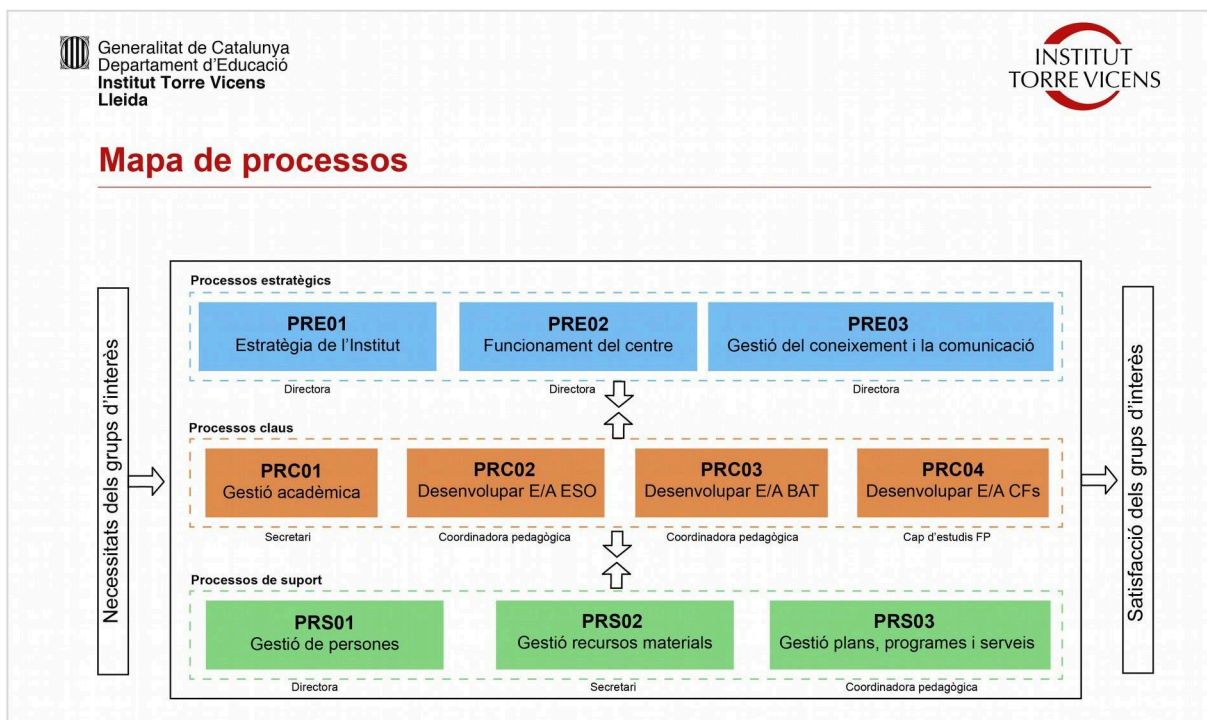 Generalitat de Catalunya
Departament d'Educació
Institut Torre Vicens
Lleida
INSTITUT
TORRE VICENS
Mapa de processos
Necessitats dels grups d'interès
Processos estratègics
PRE01
Estratègia de l'Institut
Directora
PRE02
Funcionament del centre
Directora
PRE03
Gestió del coneixement i la comunicació
Directora
Processos claus
PRC01
Gestió acadèmica
Secretari
PRC02
Desenvolupar E/A ESO
Coordinadora pedagògica
PRC03
Desenvolupar E/A BAT
Coordinadora pedagògica
PRC04
Desenvolupar E/A CFs
Cap d'estudis FP
Processos de suport
PRS01
Gestió de persones
Directora
PRS02
Gestió recursos materials
Secretari
PRS03
Gestió plans, programes i serveis
Coordinadora pedagògica
Satisfacció dels grups d'interès